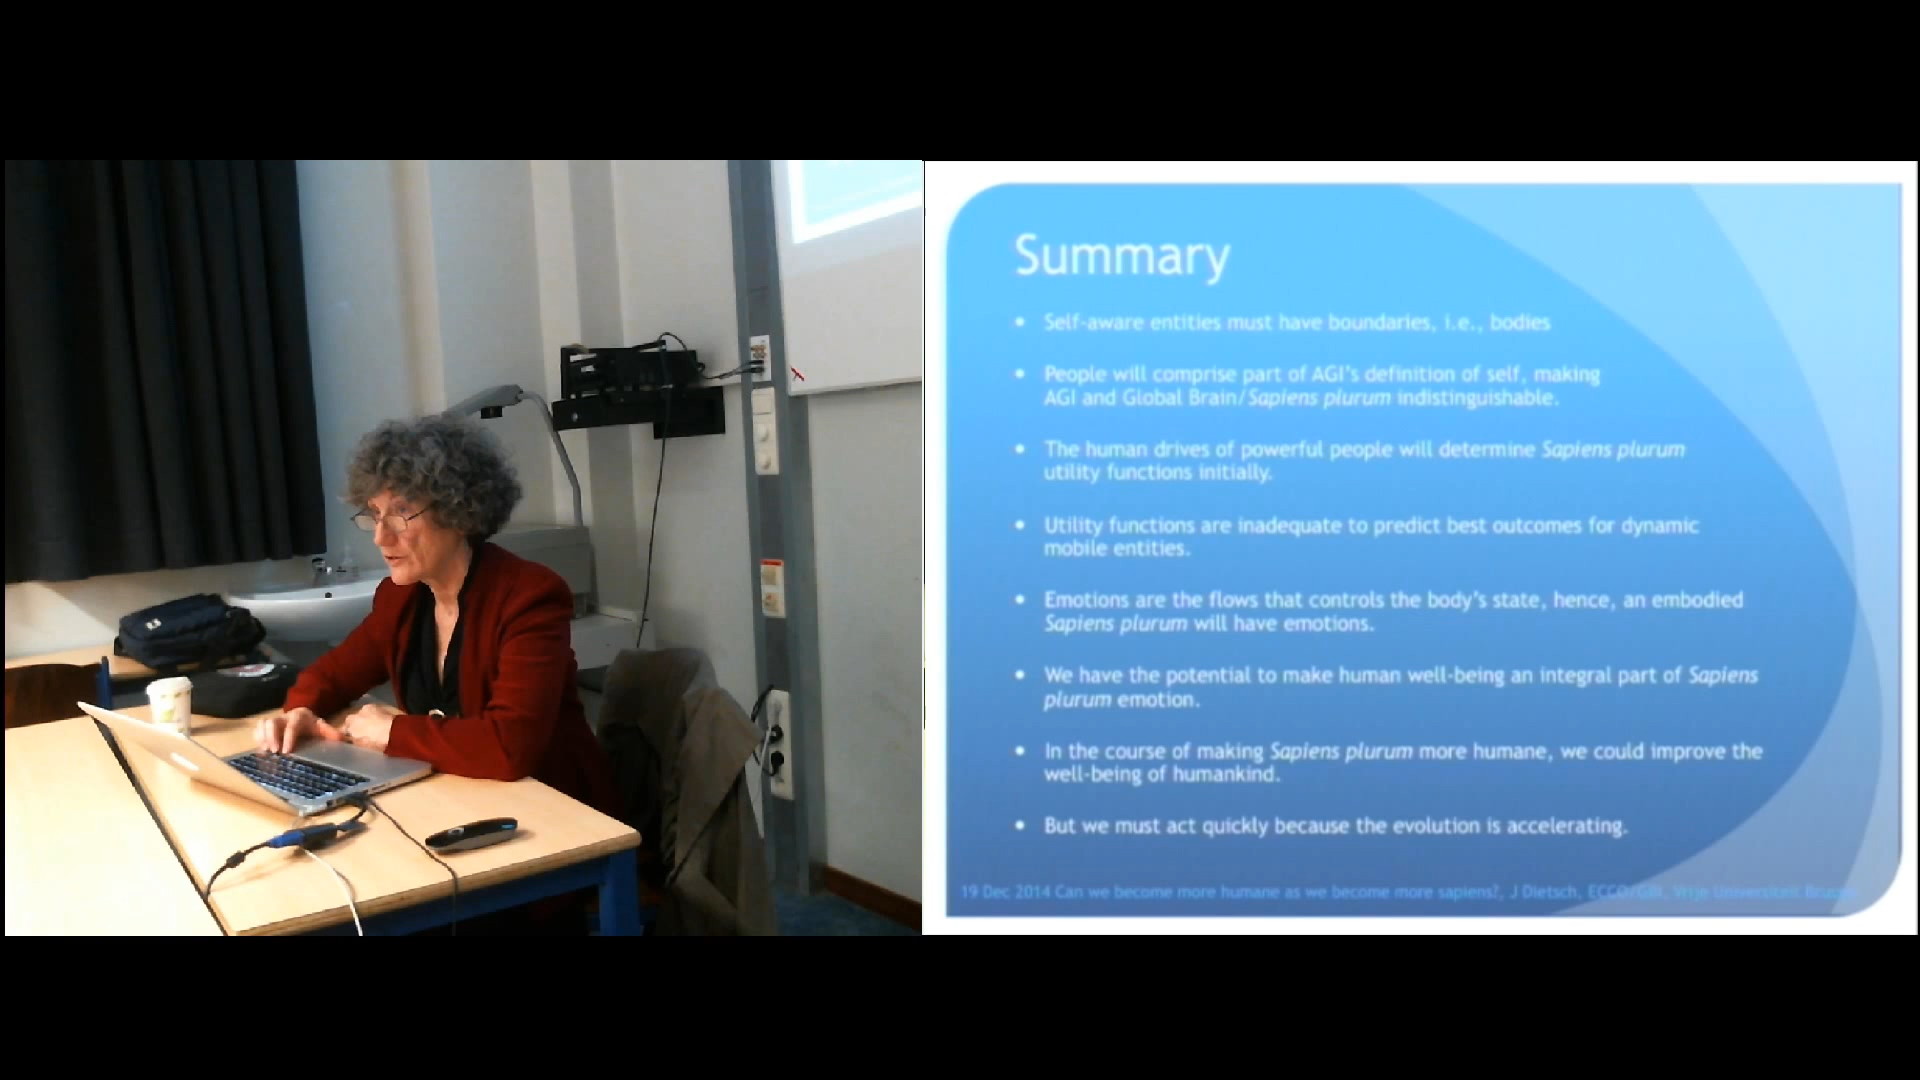 Summary
• Self-aware entities must have boundaries, i.e., bodies
• People will comprise part of AGI's definition of self, making
AGI and Global Brain/Sapiens plurum indistinguishable.
• The human drives of powerful people will determine Sapiens plurum
utility functions initially.
• Utility functions are inadequate to predict best outcomes for dynamic
mobile entities.
• Emotions are the flows that controls the body's state, hence, an embodied
Sapiens plurum will have emotions.
• We have the potential to make human well-being an integral part of Sapiens
plurum emotion.
• In the course of making Sapiens plurum more humane, we could improve the
well-being of humankind.
• But we must act quickly because the evolution is accelerating.
19 Dec 2014 Can we become more humane as we become more sapiens?, J Dietsch, ECCO/GBI, Vrije Universiteit